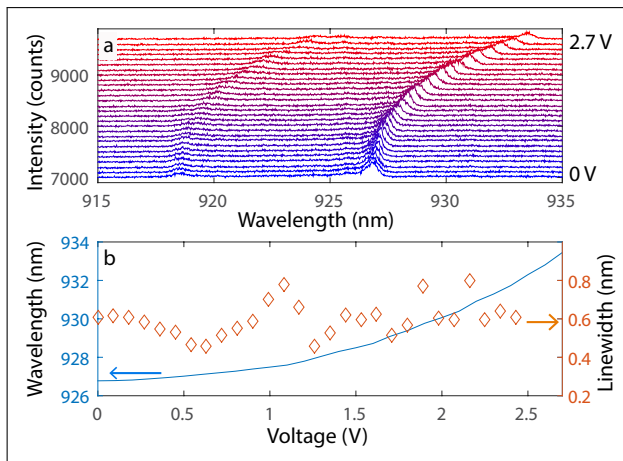 a
2.7 V
0 V
Intensity (counts)
9000
8000
7000
915 920 925 930 935
Wavelength (nm)
b
Wavelength (nm)
934
932
930
928
926
0.8
0.6
0.4
0.2
Linewidth (nm)
0 0.5 1 1.5 2 2.5
Voltage (V)